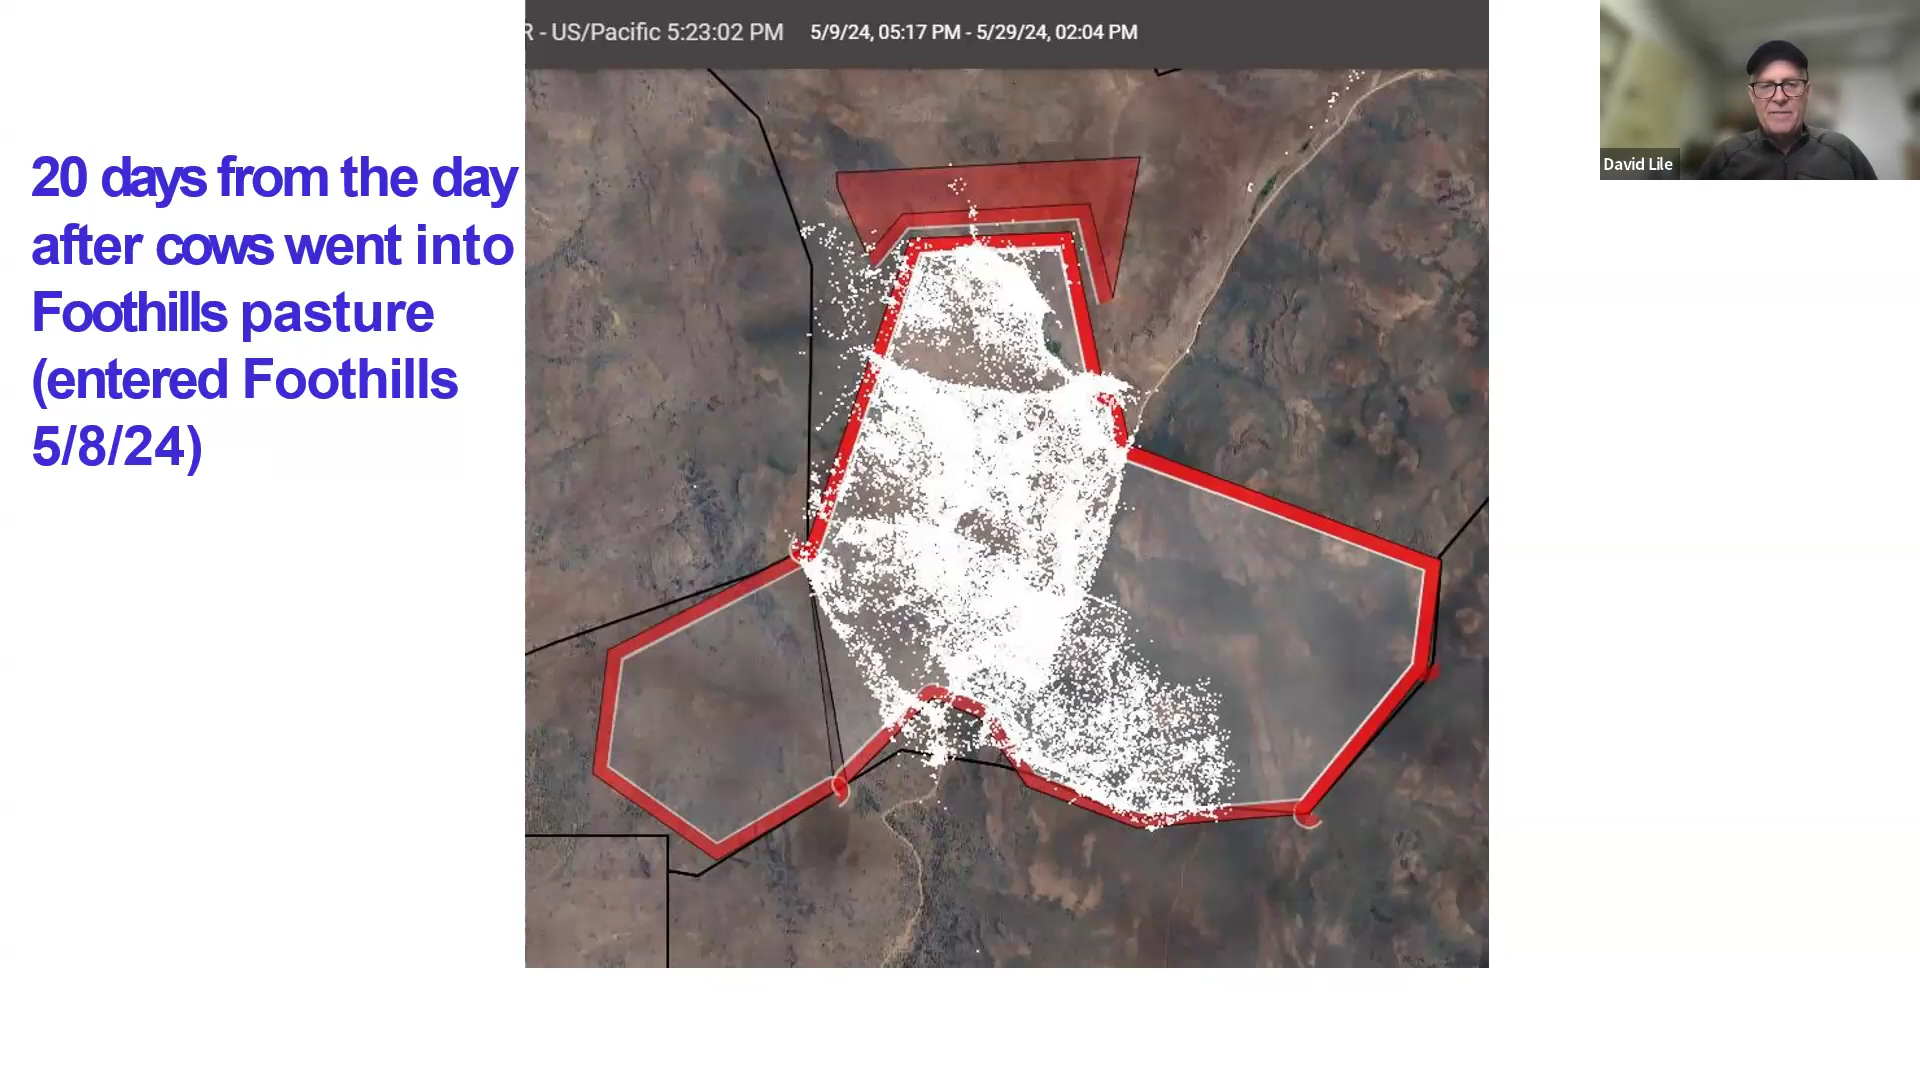 R - US/Pacific 5:23:02 PM 5/9/24, 05:17 PM - 5/29/24, 02:04 PM
20 days from the day
after cows went into
Foothills pasture
(entered Foothills
5/8/24)
David Lile